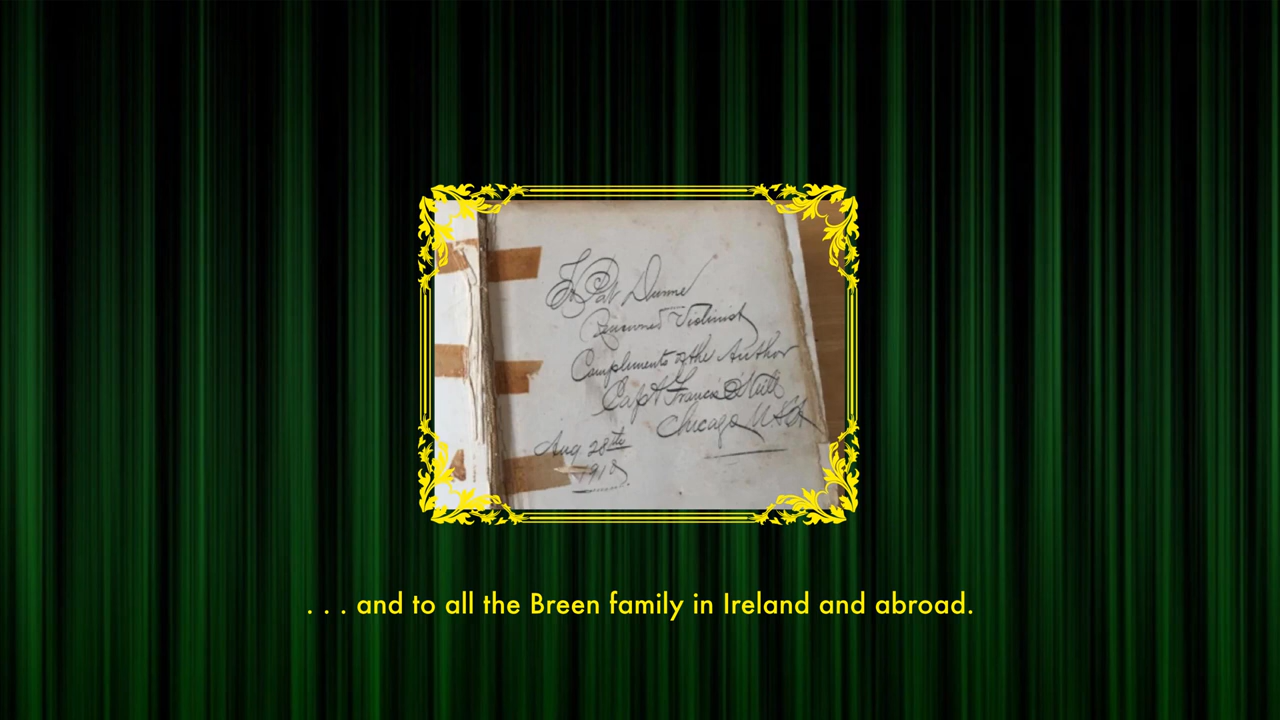 To Pat Dunne
Renowned Violinist
Compliments of the Author
Capt Francis O'Neill
Chicago USA
Aug 28th
. . . and to all the Breen family in Ireland and abroad.